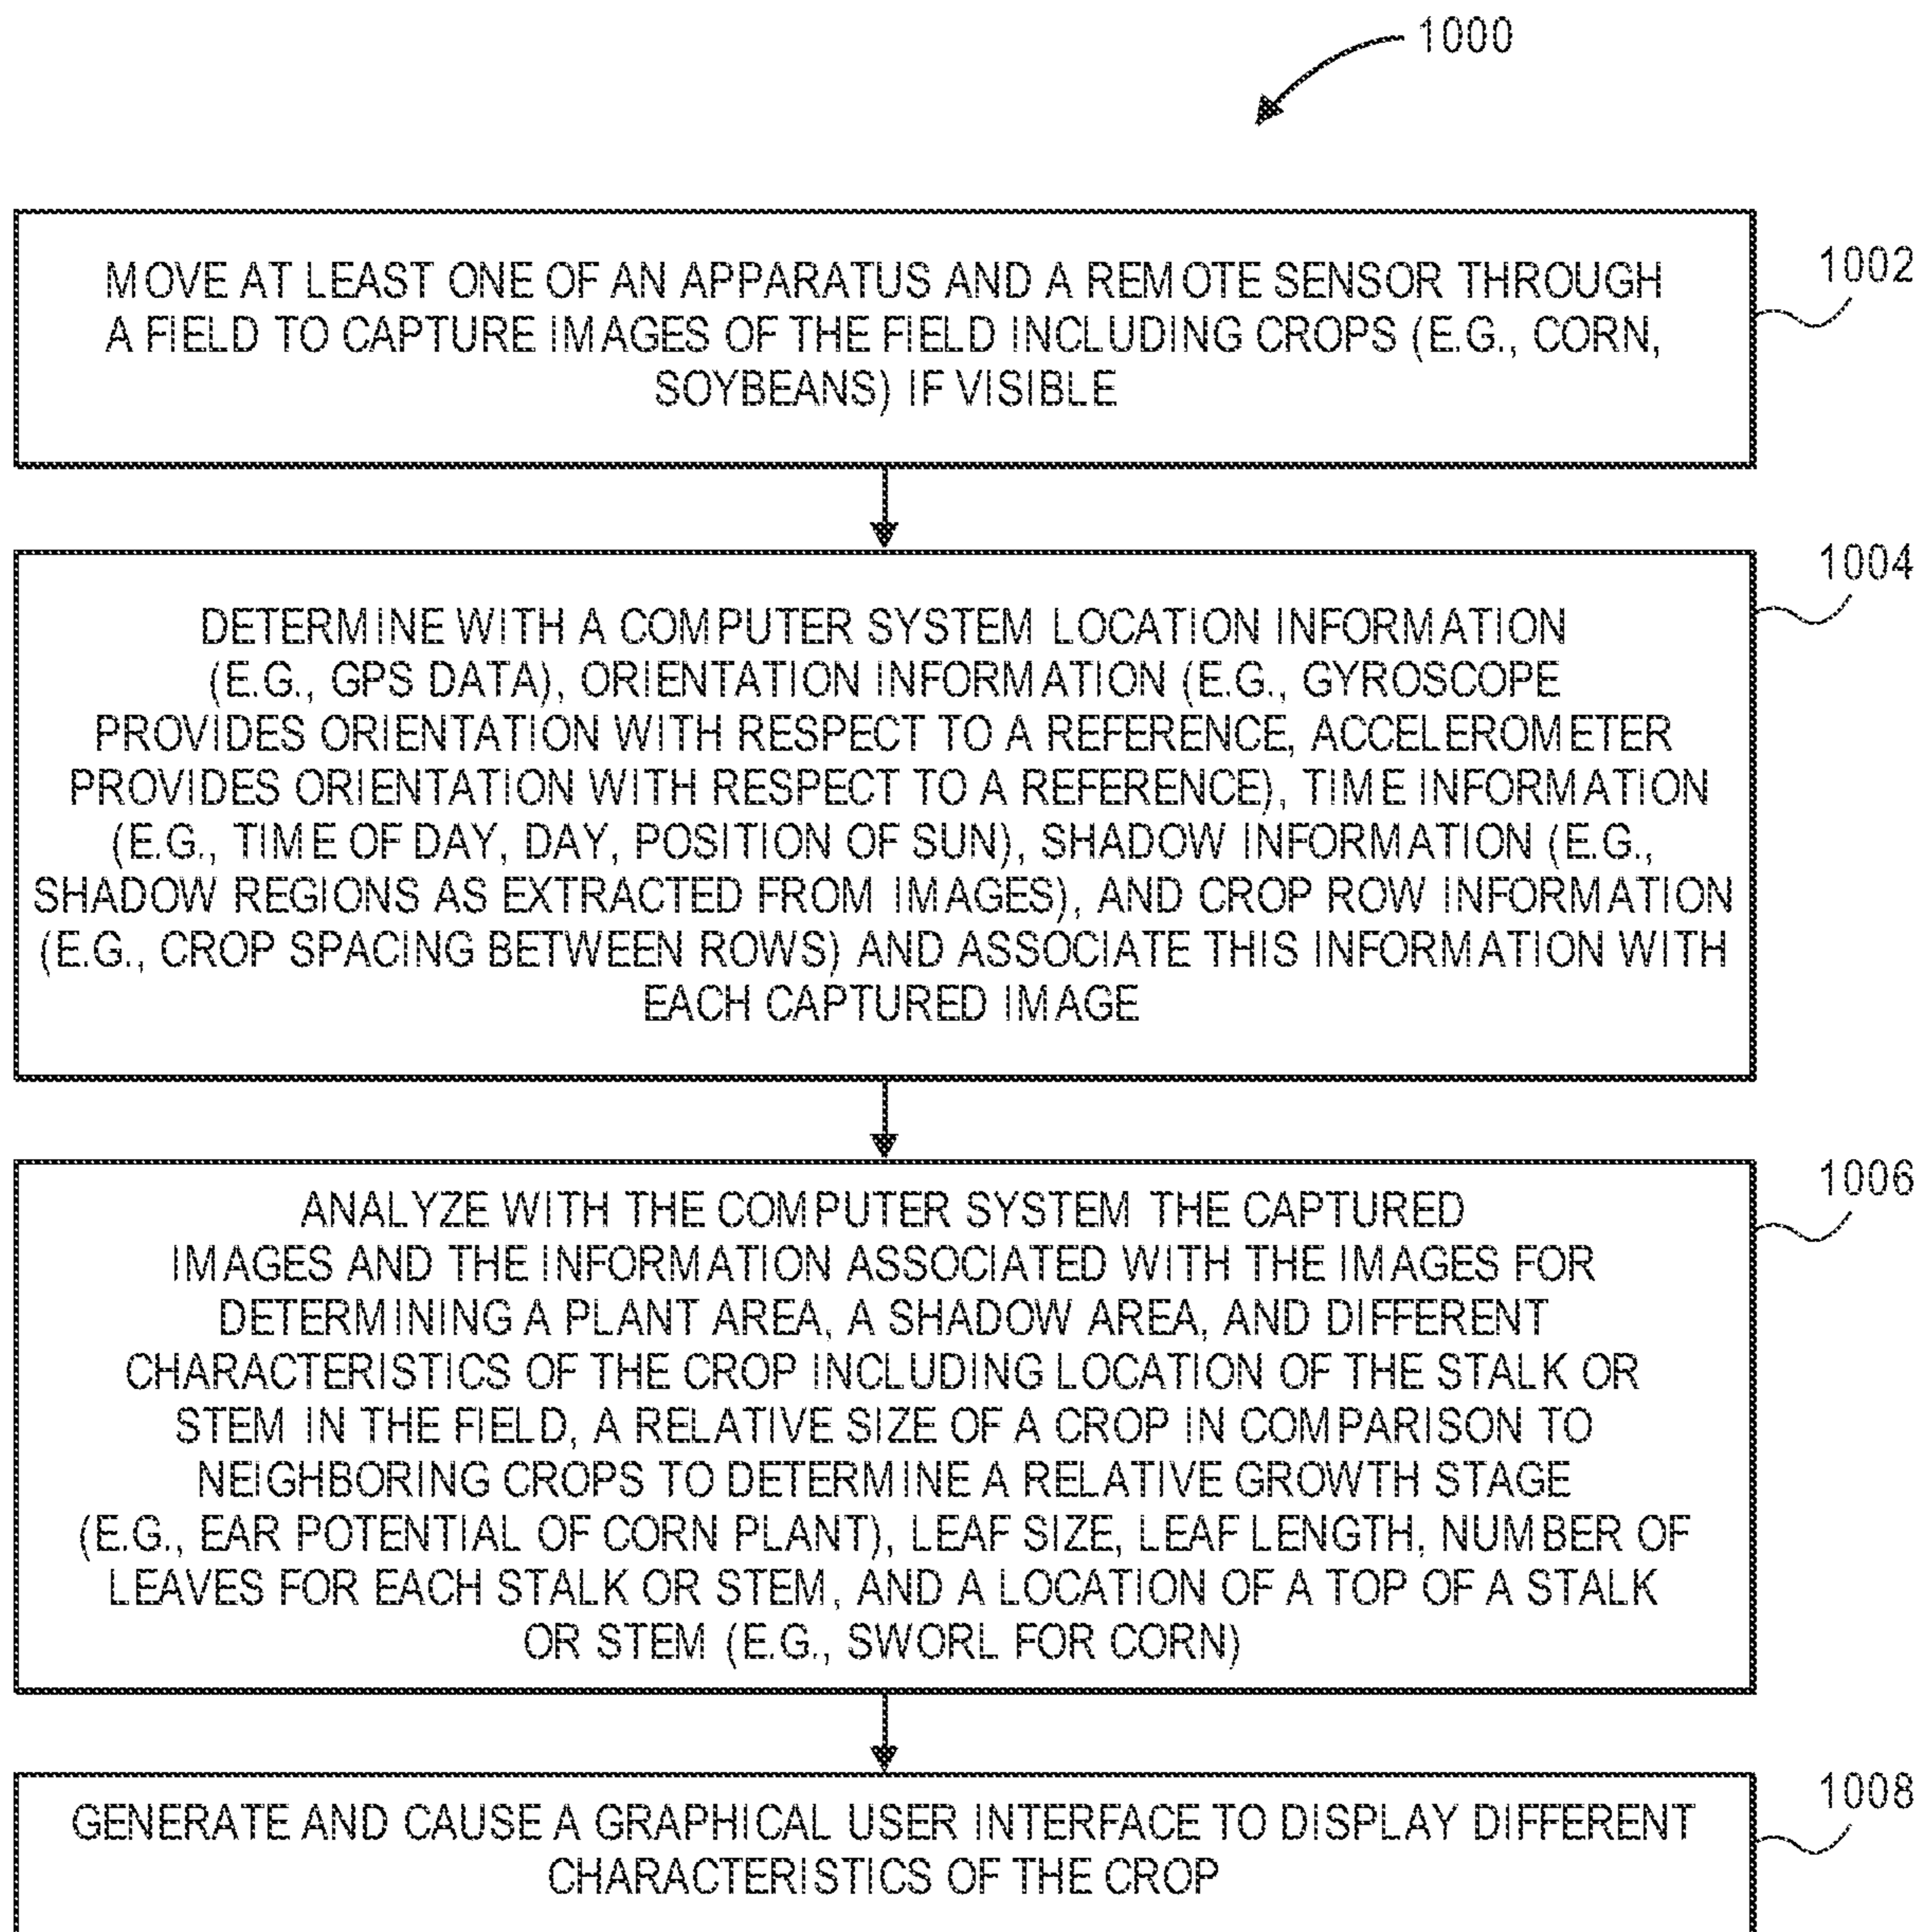 1000
1002
MOVE AT LEAST ONE OF AN APPARATUS AND A REMOTE SENSOR THROUGH
A FIELD TO CAPTURE IMAGES OF THE FIELD INCLUDING CROPS (E.G., CORN,
SOYBEANS) IF VISIBLE
1004
DETERMINE WITH A COMPUTER SYSTEM LOCATION INFORMATION
(E.G., GPS DATA), ORIENTATION INFORMATION (E.G., GYROSCOPE
PROVIDES ORIENTATION WITH RESPECT TO A REFERENCE, ACCELEROMETER
PROVIDES ORIENTATION WITH RESPECT TO A REFERENCE), TIME INFORMATION
(E.G., TIME OF DAY, DAY, POSITION OF SUN), SHADOW INFORMATION (E.G.,
SHADOW REGIONS AS EXTRACTED FROM IMAGES), AND CROP ROW INFORMATION
(E.G., CROP SPACING BETWEEN ROWS) AND ASSOCIATE THIS INFORMATION WITH
EACH CAPTURED IMAGE
1006
ANALYZE WITH THE COMPUTER SYSTEM THE CAPTURED
IMAGES AND THE INFORMATION ASSOCIATED WITH THE IMAGES FOR
DETERMINING A PLANT AREA, A SHADOW AREA, AND DIFFERENT
CHARACTERISTICS OF THE CROP INCLUDING LOCATION OF THE STALK OR
STEM IN THE FIELD, A RELATIVE SIZE OF A CROP IN COMPARISON TO
NEIGHBORING CROPS TO DETERMINE A RELATIVE GROWTH STAGE
(E.G., EAR POTENTIAL OF CORN PLANT), LEAF SIZE, LEAF LENGTH, NUMBER OF
LEAVES FOR EACH STALK OR STEM, AND A LOCATION OF A TOP OF A STALK
OR STEM (E.G., SWORL FOR CORN)
1008
GENERATE AND CAUSE A GRAPHICAL USER INTERFACE TO DISPLAY DIFFERENT
CHARACTERISTICS OF THE CROP